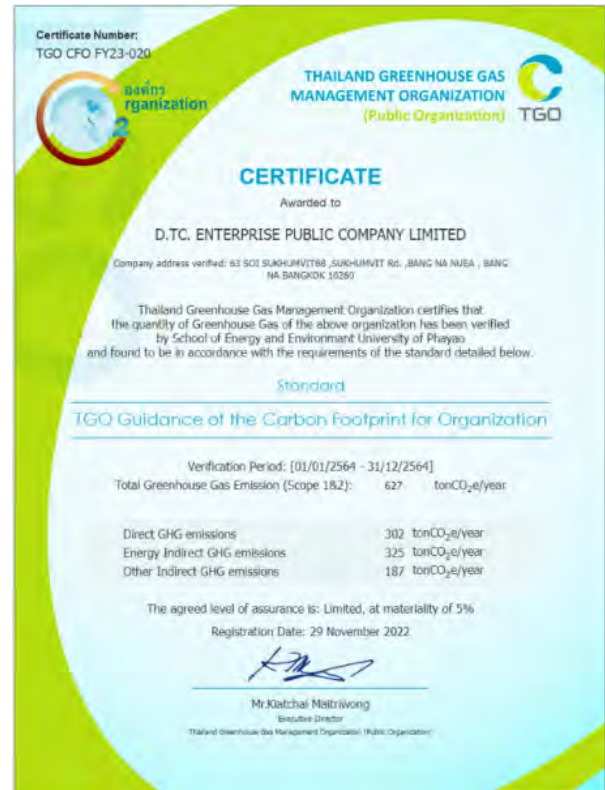 Certificate Number:
TGO CFO FY23-020
องค์กร
rganization
2
THAILAND GREENHOUSE GAS
MANAGEMENT ORGANIZATION
(Public Organization)
TGO
CERTIFICATE
Awarded to
D.TC. ENTERPRISE PUBLIC COMPANY LIMITED
Company address verified: 63 SOI SUKHUMVIT68 ,SUKHUMVIT Rd. ,BANG NA NUEA , BANG
NA BANGKOK 10260
Thailand Greenhouse Gas Management Organization certifies that
the quantity of Greenhouse Gas of the above organization has been verified
by School of Energy and Environmant University of Phayao
and found to be in accordance with the requirements of the standard detailed below.
Standard
TGO Guidance of the Carbon Footprint for Organization
Verification Period: [01/01/2564 - 31/12/2564]
Total Greenhouse Gas Emission (Scope 1&2): 627 tonCO₂e/year
Direct GHG emissions 302 tonCO₂e/year
Energy Indirect GHG emissions 325 tonCO₂e/year
Other Indirect GHG emissions 187 tonCO₂e/year
The agreed level of assurance is: Limited, at materiality of 5%
Registration Date: 29 November 2022
Mr.Kiatchai Maitriwong
Executive Director
Thailand Greenhouse Gas Management Organization (Public Organization)